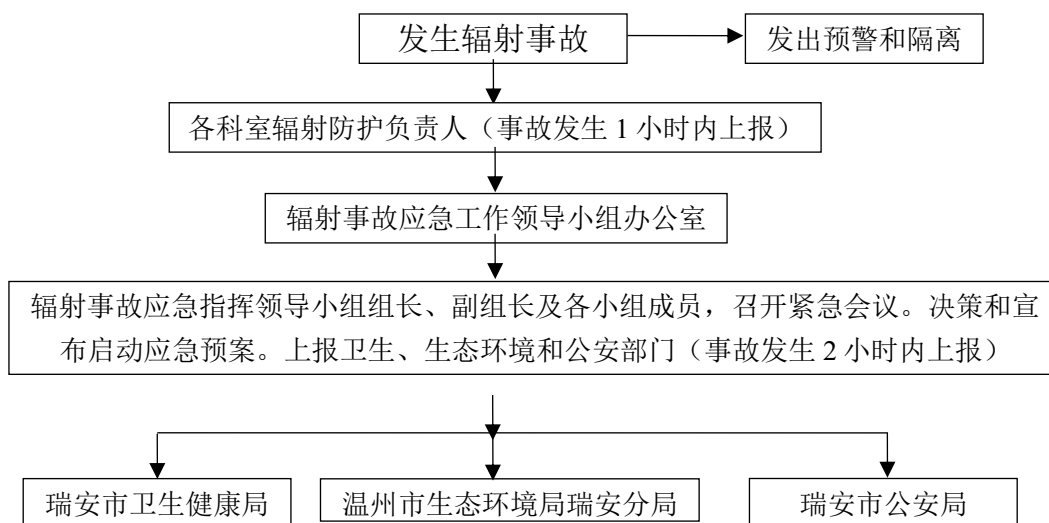 发生辐射事故
发出预警和隔离
各科室辐射防护负责人（事故发生 1 小时内上报）
辐射事故应急工作领导小组办公室
辐射事故应急指挥领导小组组长、副组长及各小组成员，召开紧急会议。决策和宣
布启动应急预案。上报卫生、生态环境和公安部门（事故发生 2 小时内上报）
瑞安市卫生健康局
温州市生态环境局瑞安分局
瑞安市公安局